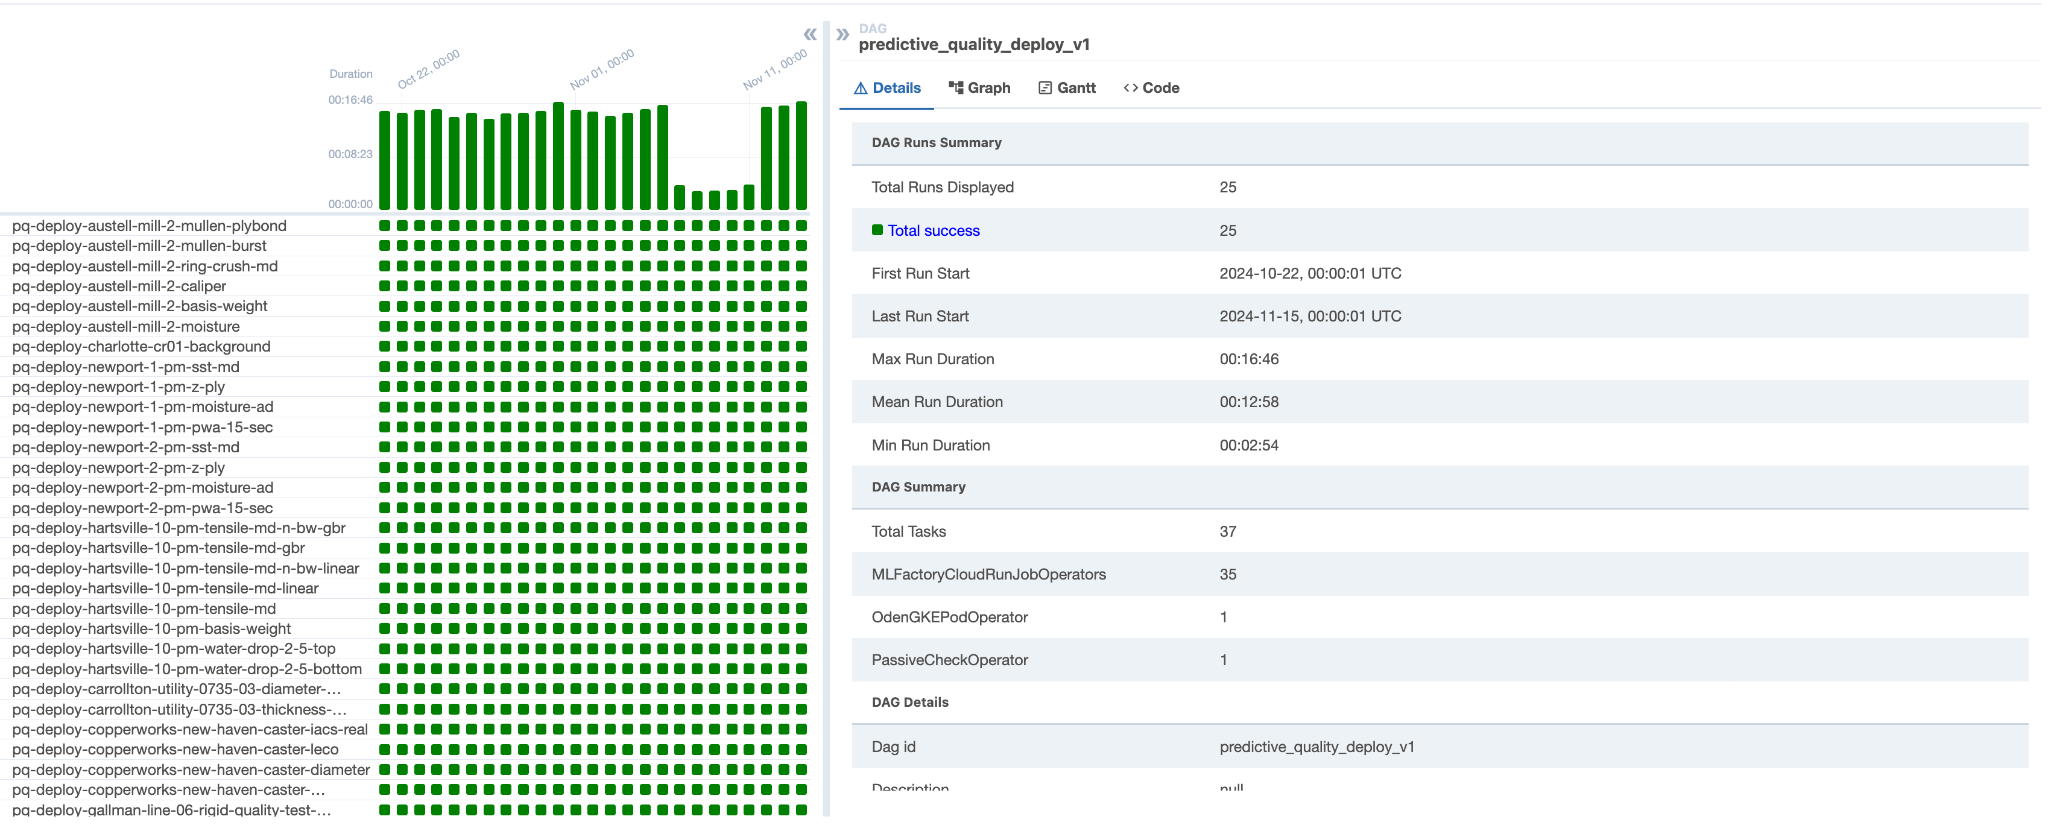 Duration
Oct 22, 00:00
Nov 01, 00:00
Nov 11, 00:00
00:16:46
00:08:23
00:00:00
pq-deploy-austell-mill-2-mullen-plybond
pq-deploy-austell-mill-2-mullen-burst
pq-deploy-austell-mill-2-ring-crush-md
pq-deploy-austell-mill-2-caliper
pq-deploy-austell-mill-2-basis-weight
pq-deploy-austell-mill-2-moisture
pq-deploy-charlotte-cr01-background
pq-deploy-newport-1-pm-sst-md
pq-deploy-newport-1-pm-z-ply
pq-deploy-newport-1-pm-moisture-ad
pq-deploy-newport-1-pm-pwa-15-sec
pq-deploy-newport-2-pm-sst-md
pq-deploy-newport-2-pm-z-ply
pq-deploy-newport-2-pm-moisture-ad
pq-deploy-newport-2-pm-pwa-15-sec
pq-deploy-hartsville-10-pm-tensile-md-n-bw-gbr
pq-deploy-hartsville-10-pm-tensile-md-gbr
pq-deploy-hartsville-10-pm-tensile-md-n-bw-linear
pq-deploy-hartsville-10-pm-tensile-md-linear
pq-deploy-hartsville-10-pm-tensile-md
pq-deploy-hartsville-10-pm-basis-weight
pq-deploy-hartsville-10-pm-water-drop-2-5-top
pq-deploy-hartsville-10-pm-water-drop-2-5-bottom
pq-deploy-carrollton-utility-0735-03-diameter-...
pq-deploy-carrollton-utility-0735-03-thickness-...
pq-deploy-copperworks-new-haven-caster-iacs-real
pq-deploy-copperworks-new-haven-caster-leco
pq-deploy-copperworks-new-haven-caster-diameter
pq-deploy-copperworks-new-haven-caster-...
pq-deploy-gallman-line-06-rigid-quality-test-...
DAG
predictive_quality_deploy_v1
Details Graph Gantt Code
DAG Runs Summary
Total Runs Displayed 25
Total success 25
First Run Start 2024-10-22, 00:00:01 UTC
Last Run Start 2024-11-15, 00:00:01 UTC
Max Run Duration 00:16:46
Mean Run Duration 00:12:58
Min Run Duration 00:02:54
DAG Summary
Total Tasks 37
MLFactoryCloudRunJobOperators 35
OdenGKEPodOperator 1
PassiveCheckOperator 1
DAG Details
Dag id predictive_quality_deploy_v1
Description null